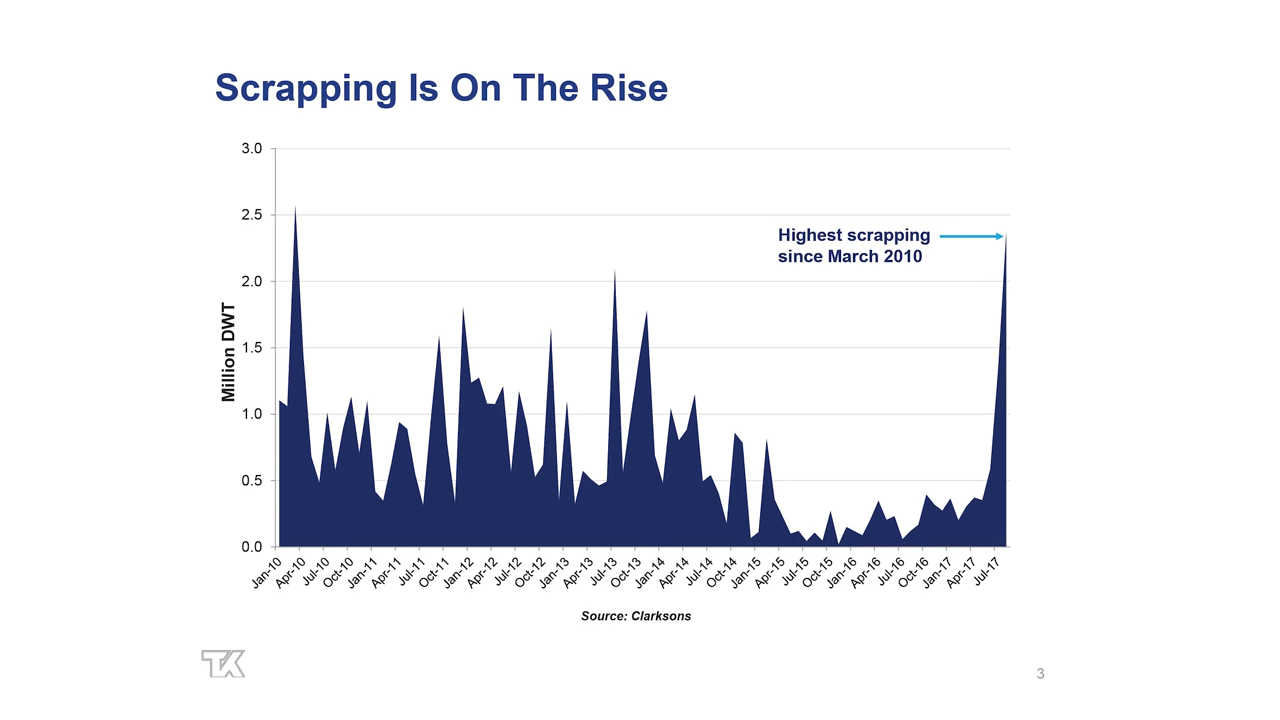 Scrapping Is On The Rise
3.0
2.5
2.0
1.5
1.0
0.5
0.0
Million DWT
Highest scrapping
since March 2010
Jan-10 Apr-10 Jul-10 Oct-10 Jan-11 Apr-11 Jul-11 Oct-11 Jan-12 Apr-12 Jul-12 Oct-12 Jan-13 Apr-13 Jul-13 Oct-13 Jan-14 Apr-14 Jul-14 Oct-14 Jan-15 Apr-15 Jul-15 Oct-15 Jan-16 Apr-16 Jul-16 Oct-16 Jan-17 Apr-17 Jul-17
Source: Clarksons
TK
3